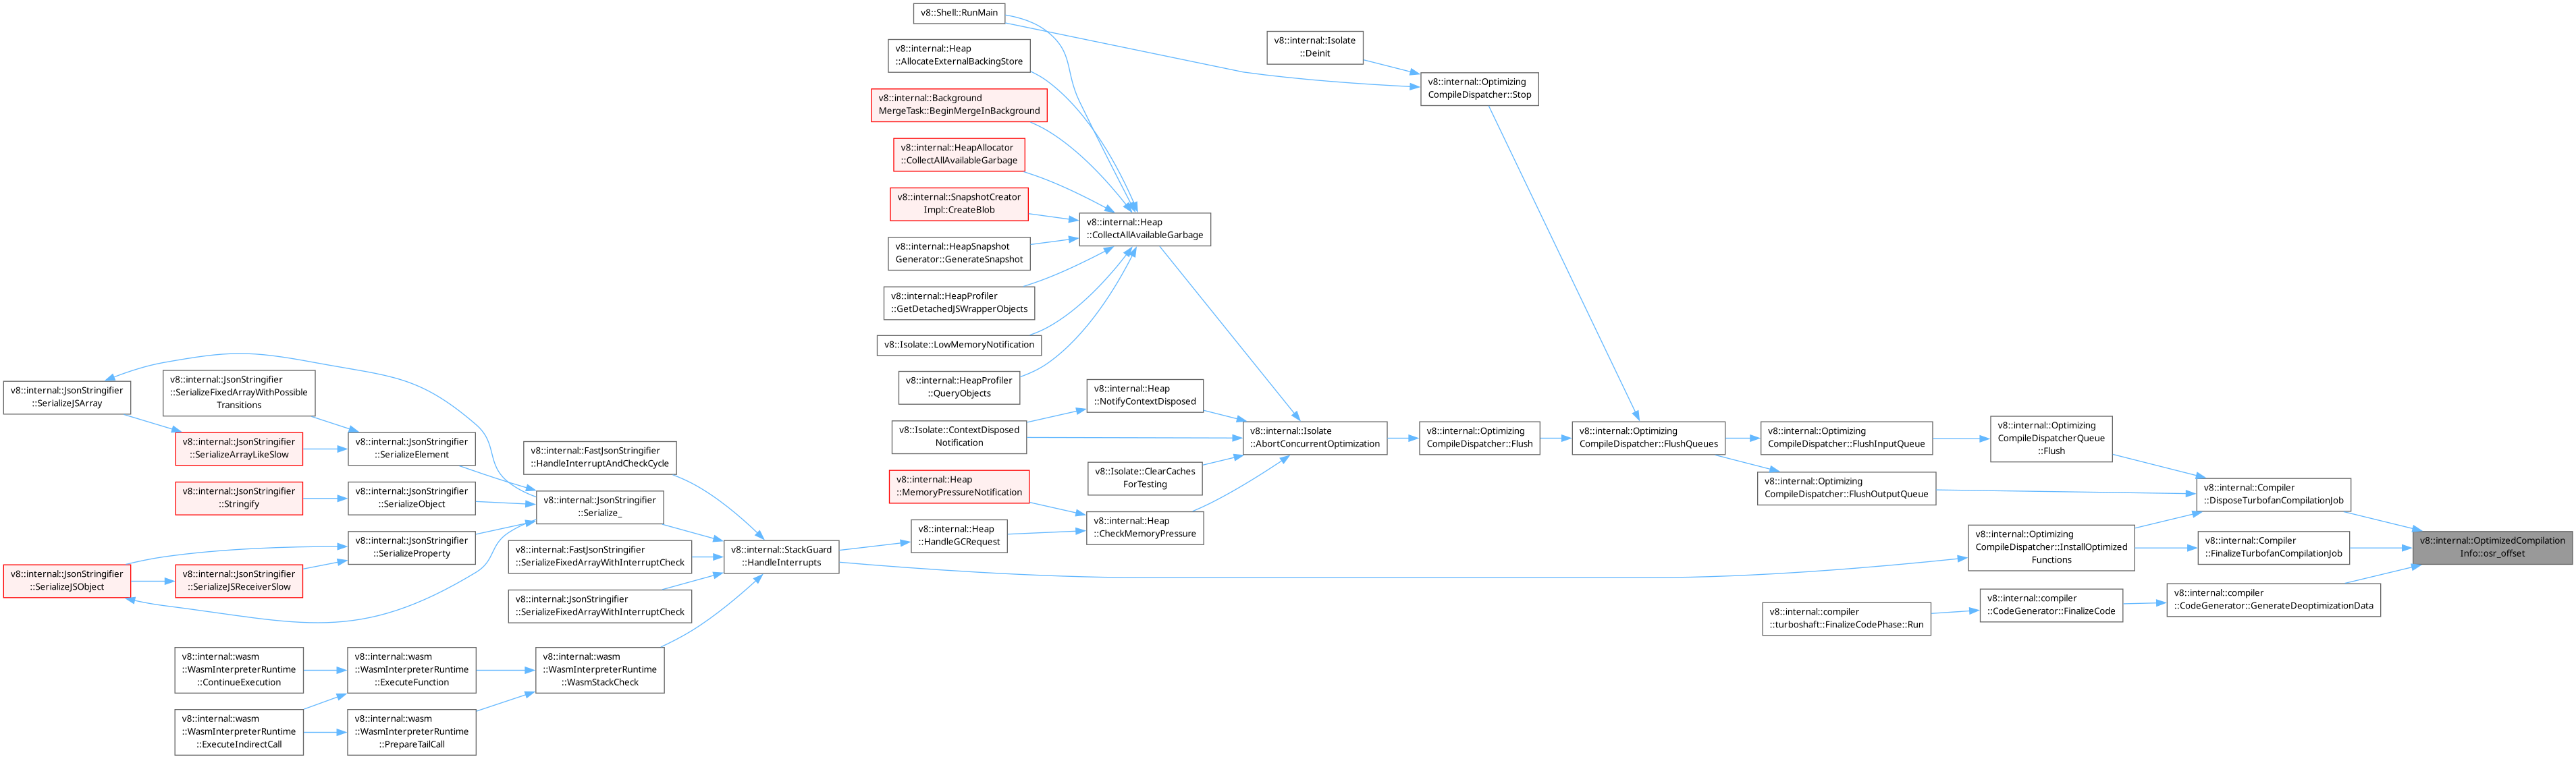 v8::Shell::RunMain
v8::internal::Heap
::AllocateExternalBackingStore
v8::internal::Background
MergeTask::BeginMergeInBackground
v8::internal::HeapAllocator
::CollectAllAvailableGarbage
v8::internal::SnapshotCreator
Impl::CreateBlob
v8::internal::HeapSnapshot
Generator::GenerateSnapshot
v8::internal::HeapProfiler
::GetDetachedJSWrapperObjects
v8::Isolate::LowMemoryNotification
v8::internal::HeapProfiler
::QueryObjects
v8::internal::Heap
::CollectAllAvailableGarbage
v8::internal::Isolate
::Deinit
v8::internal::Optimizing
CompileDispatcher::Stop
v8::internal::JsonStringifier
::SerializeJSArray
v8::internal::JsonStringifier
::SerializeFixedArrayWithPossible
Transitions
v8::internal::JsonStringifier
::SerializeArrayLikeSlow
v8::internal::JsonStringifier
::SerializeElement
v8::internal::JsonStringifier
::Stringify
v8::internal::JsonStringifier
::SerializeObject
v8::internal::JsonStringifier
::SerializeProperty
v8::internal::JsonStringifier
::SerializeJSObject
v8::internal::JsonStringifier
::SerializeJSReceiverSlow
v8::internal::FastJsonStringifier
::HandleInterruptAndCheckCycle
v8::internal::JsonStringifier
::Serialize_
v8::internal::FastJsonStringifier
::SerializeFixedArrayWithInterruptCheck
v8::internal::JsonStringifier
::SerializeFixedArrayWithInterruptCheck
v8::internal::wasm
::WasmInterpreterRuntime
::ContinueExecution
v8::internal::wasm
::WasmInterpreterRuntime
::ExecuteFunction
v8::internal::wasm
::WasmInterpreterRuntime
::WasmStackCheck
v8::internal::wasm
::WasmInterpreterRuntime
::ExecuteIndirectCall
v8::internal::wasm
::WasmInterpreterRuntime
::PrepareTailCall
v8::internal::StackGuard
::HandleInterrupts
v8::Isolate::ContextDisposed
Notification
v8::internal::Heap
::NotifyContextDisposed
v8::Isolate::ClearCaches
ForTesting
v8::internal::Heap
::MemoryPressureNotification
v8::internal::Heap
::HandleGCRequest
v8::internal::Heap
::CheckMemoryPressure
v8::internal::Isolate
::AbortConcurrentOptimization
v8::internal::Optimizing
CompileDispatcher::Flush
v8::internal::Optimizing
CompileDispatcher::FlushQueues
v8::internal::Optimizing
CompileDispatcher::FlushInputQueue
v8::internal::Optimizing
CompileDispatcher::FlushOutputQueue
v8::internal::Optimizing
CompileDispatcherQueue
::Flush
v8::internal::Optimizing
CompileDispatcher::InstallOptimized
Functions
v8::internal::Compiler
::DisposeTurbofanCompilationJob
v8::internal::Compiler
::FinalizeTurbofanCompilationJob
v8::internal::compiler
::turboshaft::FinalizeCodePhase::Run
v8::internal::compiler
::CodeGenerator::FinalizeCode
v8::internal::compiler
::CodeGenerator::GenerateDeoptimizationData
v8::internal::OptimizedCompilation
Info::osr_offset